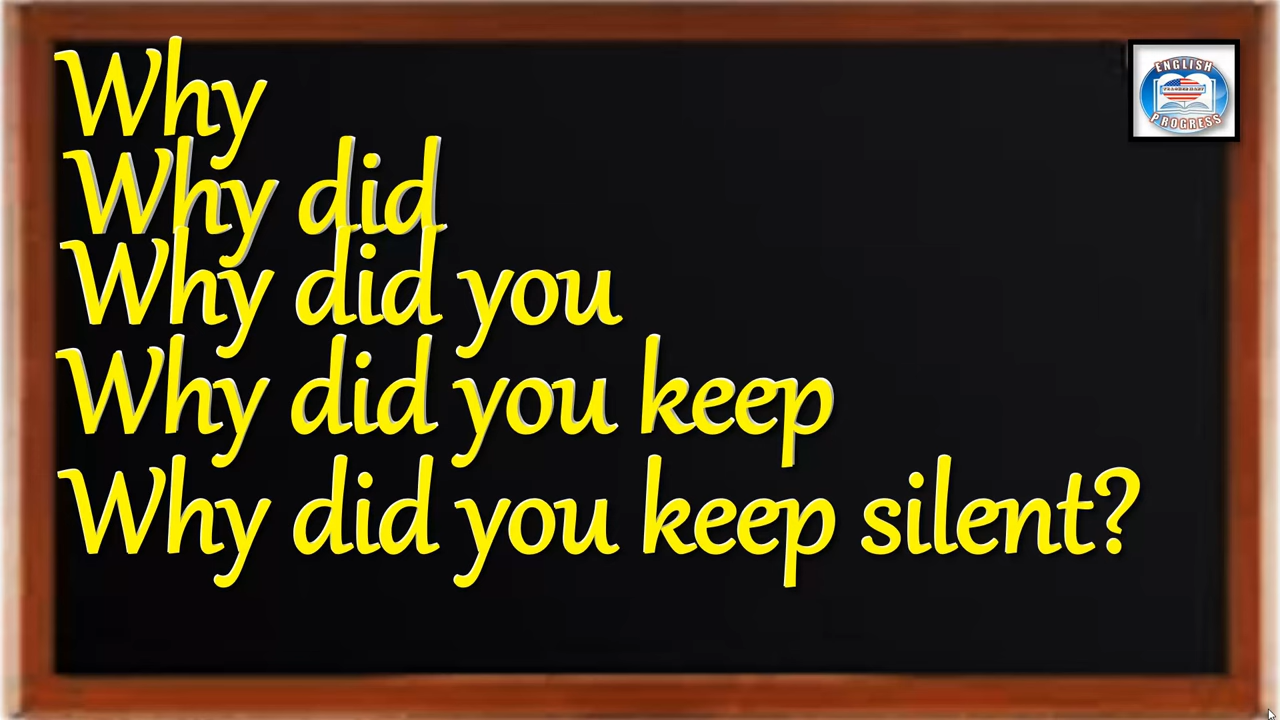 Why
Why did
Why did you
Why did you keep
Why did you keep silent?
ENGLISH
PROGRESS